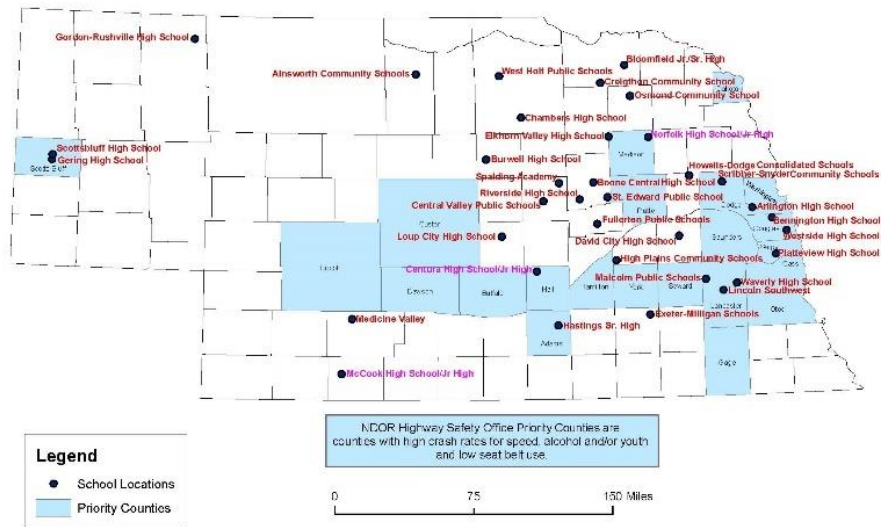 Gordon-Rushville High School
Ainsworth Community Schools
West Holt Public Schools
Bloomfield Jr./Sr. High
Creigthon Community School
Osmond Community School
Chambers High School
Elkhorn Valley High School
Norfolk High School/Jr High
Scottsbluff High School
Gering High School
Scotts Bluff
Madison
Burwell High School
Howells-Dodge Consolidated Schools
Scribner-Snyder Community Schools
Spalding Academy
Boone Central High School
Riverside High School
St. Edward Public School
Central Valley Public Schools
Washington
Dodge
Arlington High School
Platte
Fullerton Public Schools
Bennington High School
Douglas
Westside High School
Custer
Loup City High School
David City High School
Saunders
Platteview High School
High Plains Community Schools
Cass
Lincoln
Centura High School/Jr High
Malcolm Public Schools
Waverly High School
Dawson
Buffalo
Hall
Hamilton
York
Seward
Lincoln Southwest
Lancaster
Otoe
Medicine Valley
Exeter-Milligan Schools
Hastings Sr. High
Adams
Gage
McCook High School/Jr High
NDOR Highway Safety Office Priority Counties are
counties with high crash rates for speed, alcohol and/or youth
and low seat belt use.
Legend
School Locations
Priority Counties
0
75
150 Miles